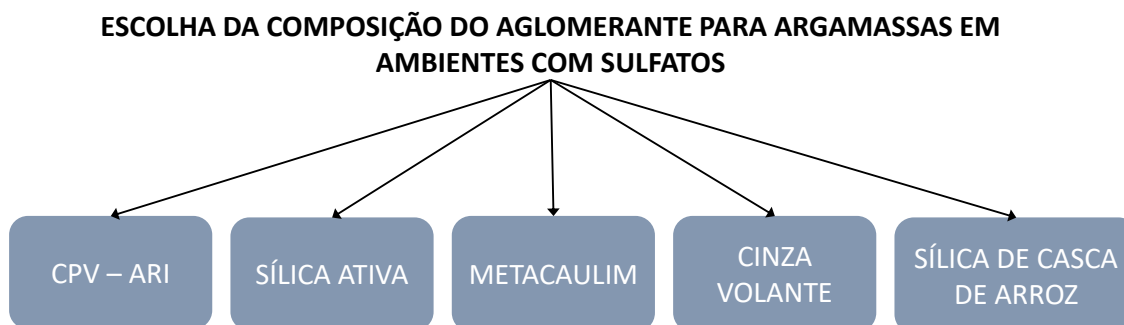 ESCOLHA DA COMPOSIÇÃO DO AGLOMERANTE PARA ARGAMASSAS EM
AMBIENTES COM SULFATOS
CPV – ARI
SÍLICA ATIVA
METACAULIM
CINZA
VOLANTE
SÍLICA DE CASCA
DE ARROZ